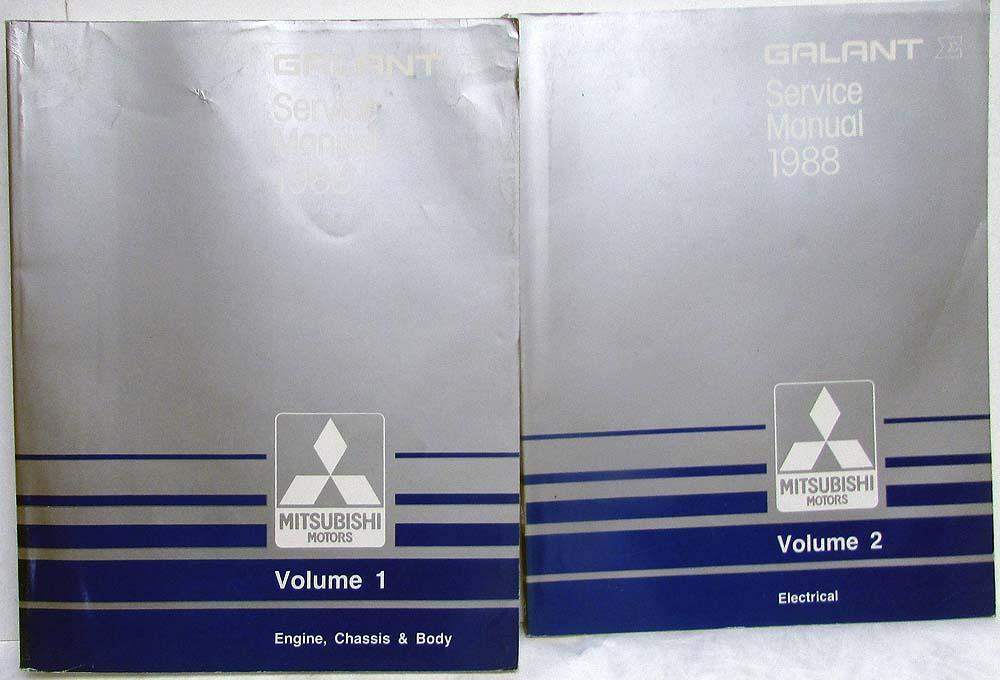 GALANT
Service
Manual
1988
MITSUBISHI
MOTORS
Volume 1
Engine, Chassis & Body
GALANT Σ
Service
Manual
1988
MITSUBISHI
MOTORS
Volume 2
Electrical